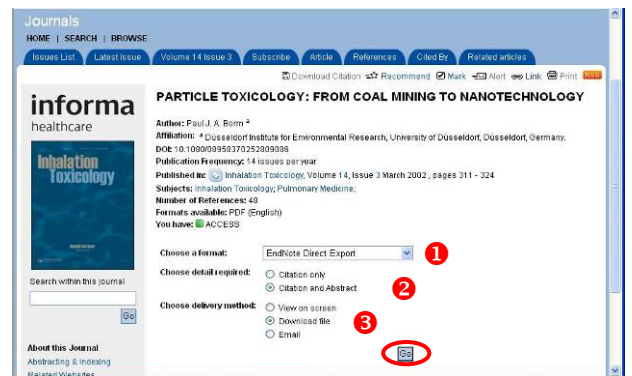 Journals
HOME | SEARCH | BROWSE
Issues List Latest Issue Volume 14 Issue 3 Subscribe Article References Cited By Related articles
Download Citation Recommend Mark Alert Link Print RSS
informa
healthcare
Inhalation
Toxicology
Search within this journal
Go
About this Journal
Abstracting & Indexing
Related Websites
PARTICLE TOXICOLOGY: FROM COAL MINING TO NANOTECHNOLOGY
Author: Paul J. A. Borm a
Affiliation: a Düsseldorf Institute for Environmental Research, University of Düsseldorf, Düsseldorf, Germany.
DOI: 10.1080/08958370252809086
Publication Frequency: 14 issues per year
Published in: Inhalation Toxicology, Volume 14, Issue 3 March 2002 , pages 311 - 324
Subjects: Inhalation Toxicology; Pulmonary Medicine;
Number of References: 48
Formats available: PDF (English)
You have: ACCESS
Choose a format: EndNote Direct Export 1
Choose detail required: Citation only
Citation and Abstract 2
Choose delivery method: View on screen
Download file 3
Email
Go